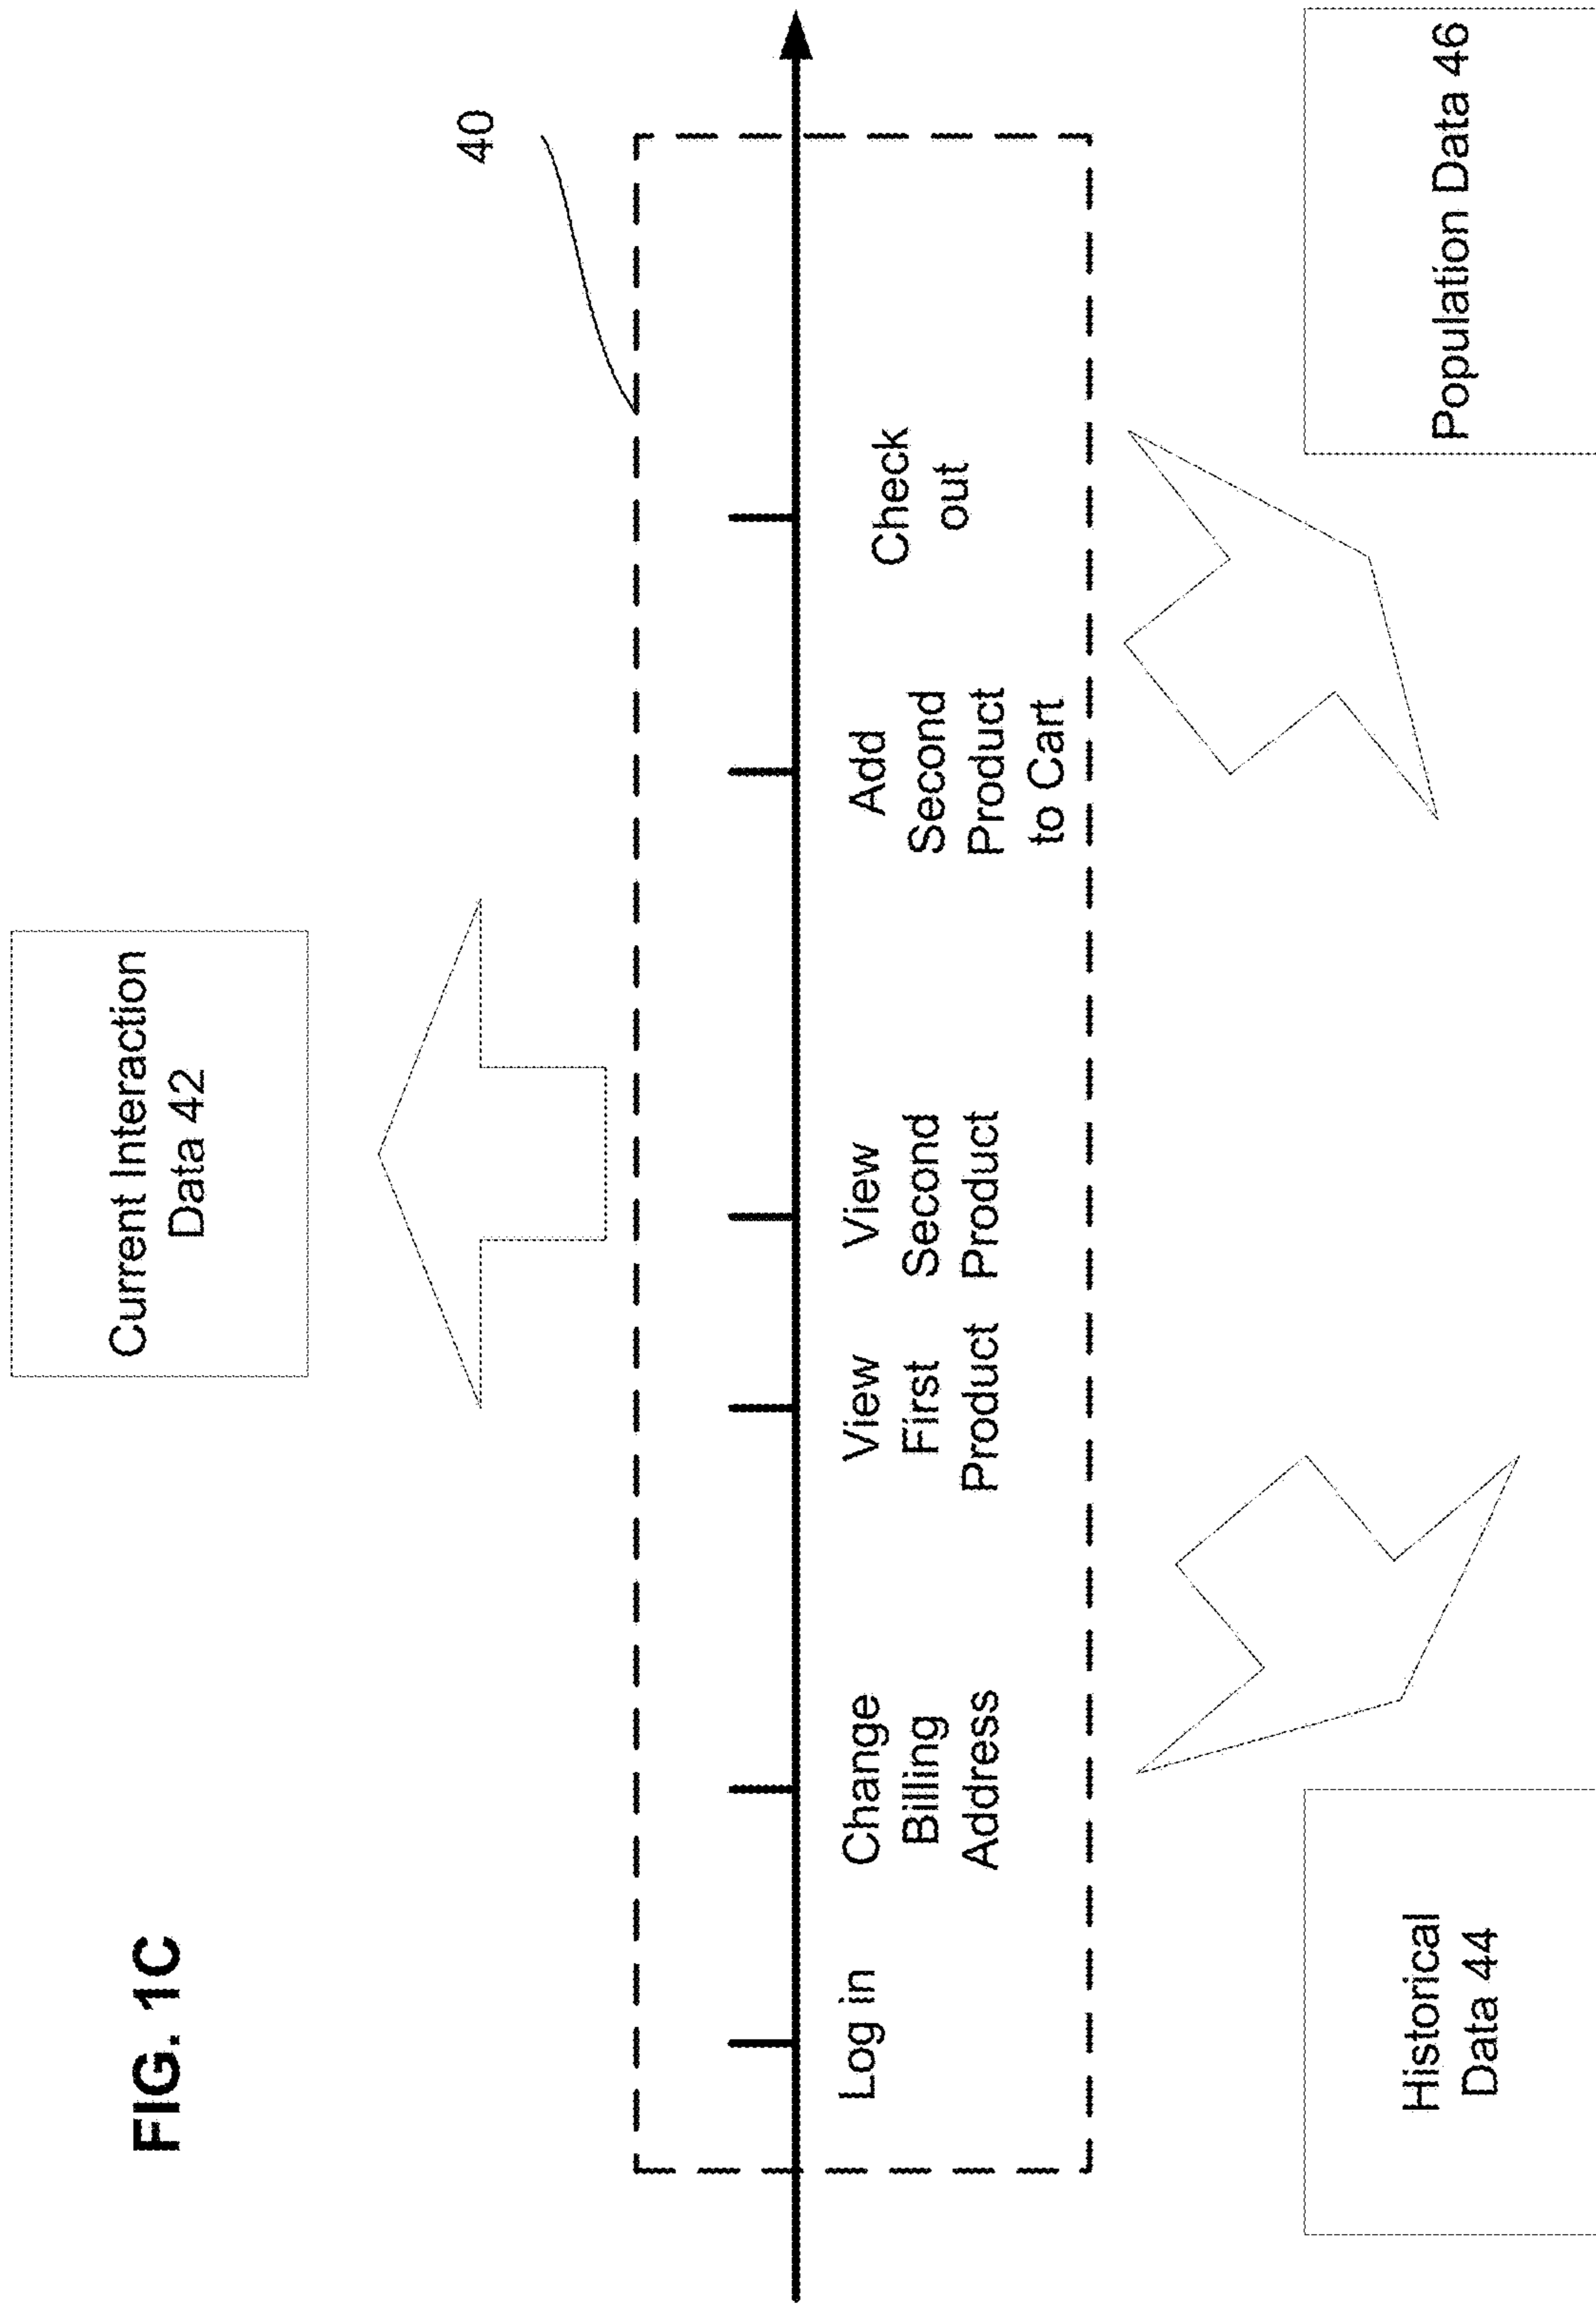 FIG. 1C
Current Interaction
Data 42
40
Log in
Change
Billing
Address
View
First
Product
View
Second
Product
Add
Second
Product
to Cart
Check
out
Historical
Data 44
Population Data 46